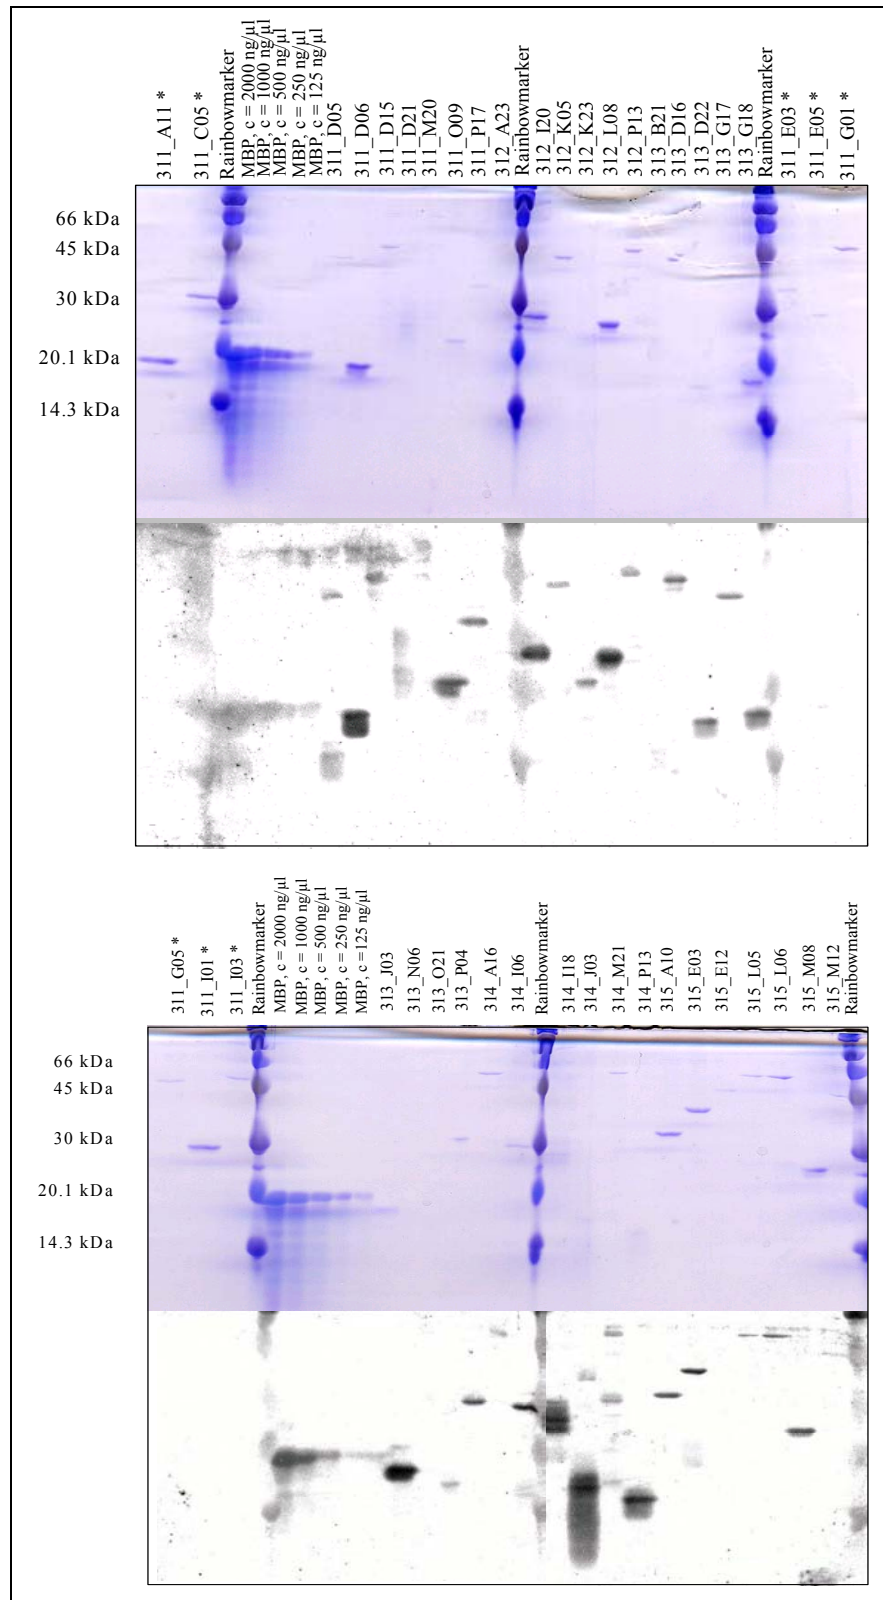 311_A11 *
311_C05 *
Rainbowmarker
MBP, c = 2000 ng/µl
MBP, c = 1000 ng/µl
MBP, c = 500 ng/µl
MBP, c = 250 ng/µl
MBP, c = 125 ng/µl
311_D05
311_D06
311_D15
311_D21
311_M20
311_O09
311_P17
312_A23
Rainbowmarker
312_I20
312_K05
312_K23
312_L08
312_P13
313_B21
313_D16
313_D22
313_G17
313_G18
Rainbowmarker
311_E03 *
311_E05 *
311_G01 *
66 kDa
45 kDa
30 kDa
20.1 kDa
14.3 kDa
311_G05 *
311_I01 *
311_I03 *
Rainbowmarker
MBP, c = 2000 ng/µl
MBP, c = 1000 ng/µl
MBP, c = 500 ng/µl
MBP, c = 250 ng/µl
MBP, c =125 ng/µl
313_J03
313_N06
313_O21
313_P04
314_A16
314_I06
Rainbowmarker
314_I18
314_J03
314_M21
314_P13
315_A10
315_E03
315_E12
315_L05
315_L06
315_M08
315_M12
Rainbowmarker
66 kDa
45 kDa
30 kDa
20.1 kDa
14.3 kDa